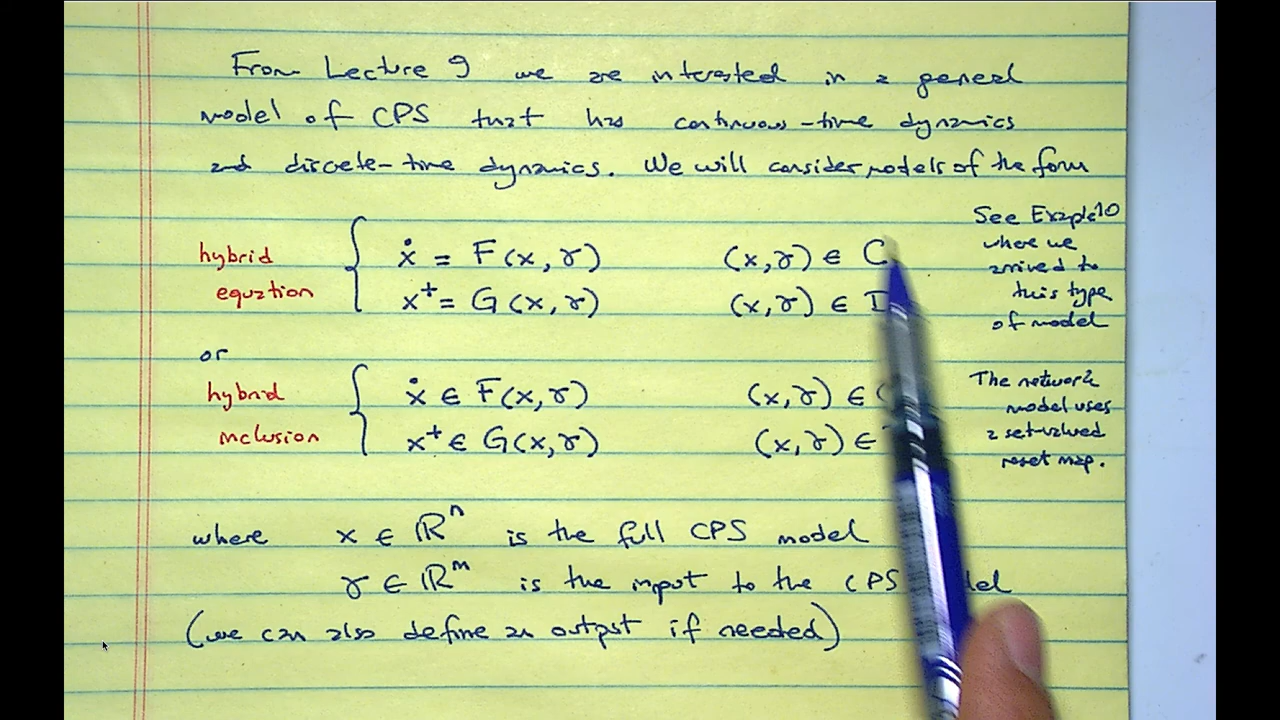 From Lecture 9 we are interested in a general
model of CPS that has continuous-time dynamics
and discrete-time dynamics. We will consider models of the form
hybrid equation { ẋ = F(x, γ) (x, γ) ∈ C
x⁺ = G(x, γ) (x, γ) ∈ D
See Example 10
where we
arrived to
this type
of model
or
hybrid inclusion { ẋ ∈ F(x, γ) (x, γ) ∈
x⁺ ∈ G(x, γ) (x, γ) ∈
The network
model uses
a set-valued
reset map.
where x ∈ ℝⁿ is the full CPS model
γ ∈ ℝᵐ is the input to the CPS
(we can also define an output if needed)